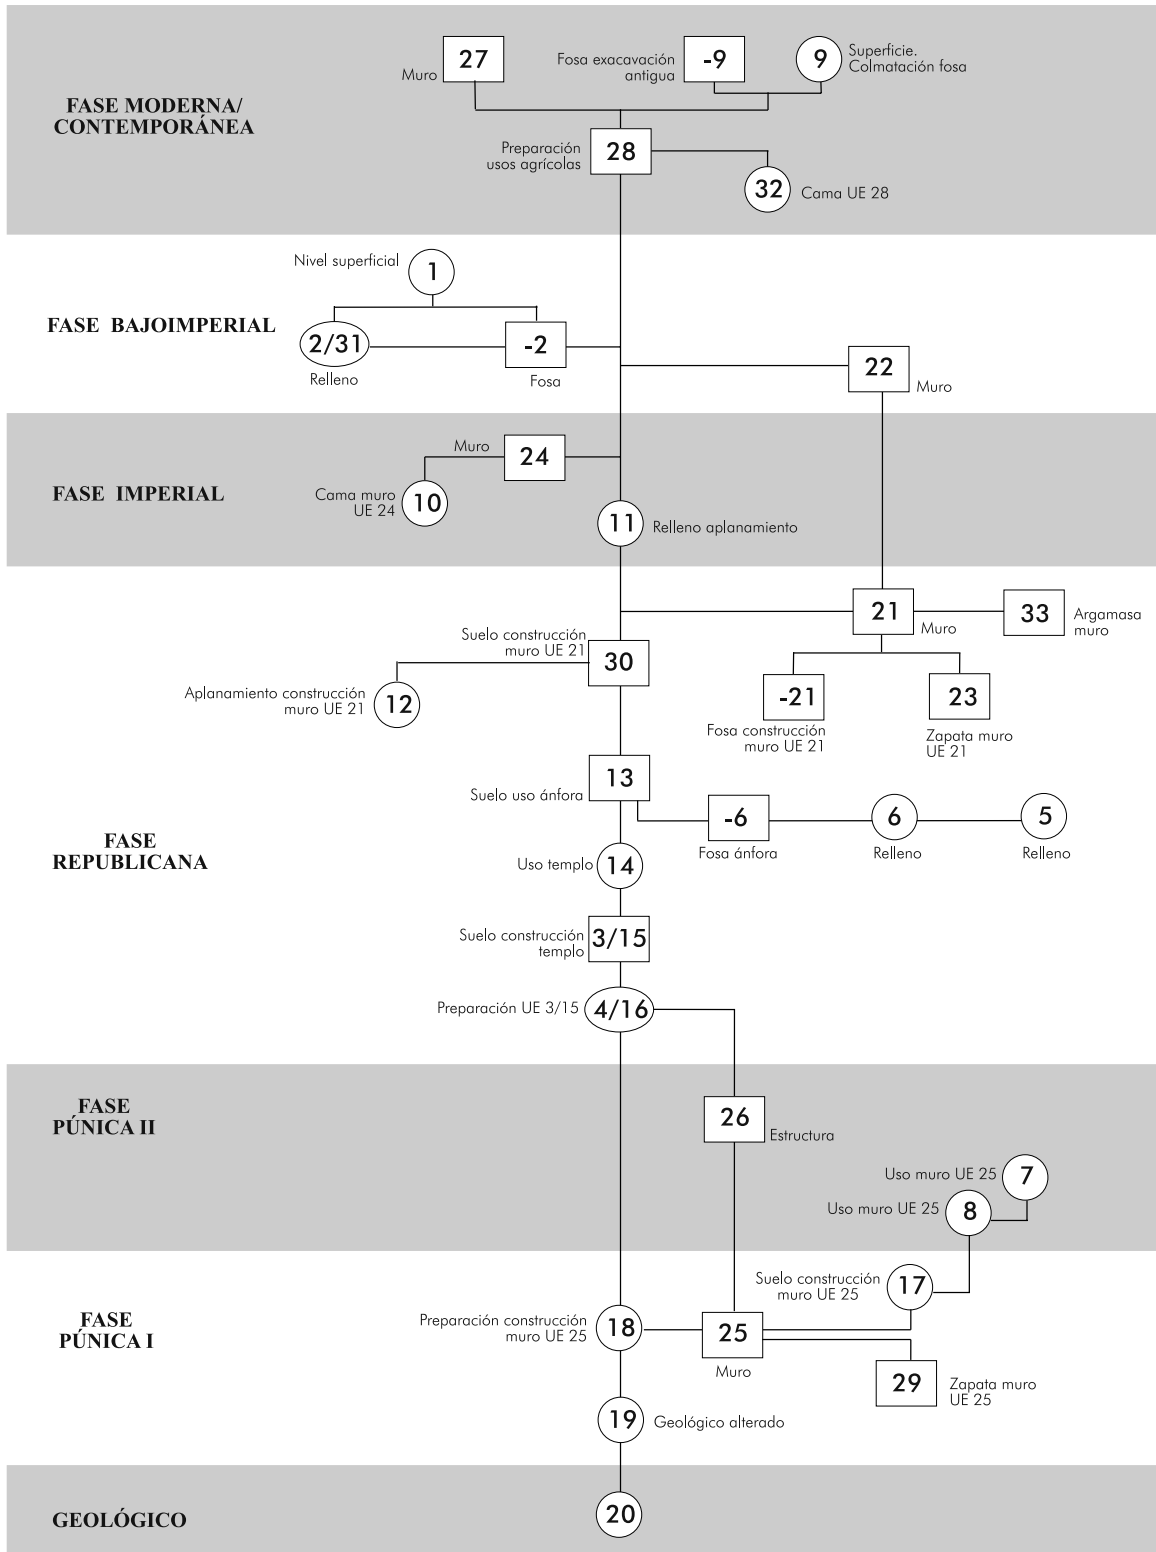 FASE MODERNA/
CONTEMPORÁNEA
27
Muro
Fosa exacavación
antigua
-9
9
Superficie.
Colmatación fosa
Preparación
usos agrícolas
28
32
Cama UE 28
FASE BAJOIMPERIAL
Nivel superficial
1
2/31
Relleno
-2
Fosa
22
Muro
FASE IMPERIAL
Muro
24
Cama muro
UE 24
10
11
Relleno aplanamiento
FASE
REPUBLICANA
21
Muro
33
Argamasa
muro
Suelo construcción
muro UE 21
30
Aplanamiento construcción
muro UE 21
12
-21
Fosa construcción
muro UE 21
23
Zapata muro
UE 21
13
Suelo uso ánfora
-6
Fosa ánfora
6
Relleno
5
Relleno
Uso templo
14
Suelo construcción
templo
3/15
Preparación UE 3/15
4/16
FASE
PÚNICA II
26
Estructura
Uso muro UE 25
7
Uso muro UE 25
8
FASE
PÚNICA I
Suelo construcción
muro UE 25
17
Preparación construcción
muro UE 25
18
25
Muro
29
Zapata muro
UE 25
19
Geológico alterado
GEOLÓGICO
20